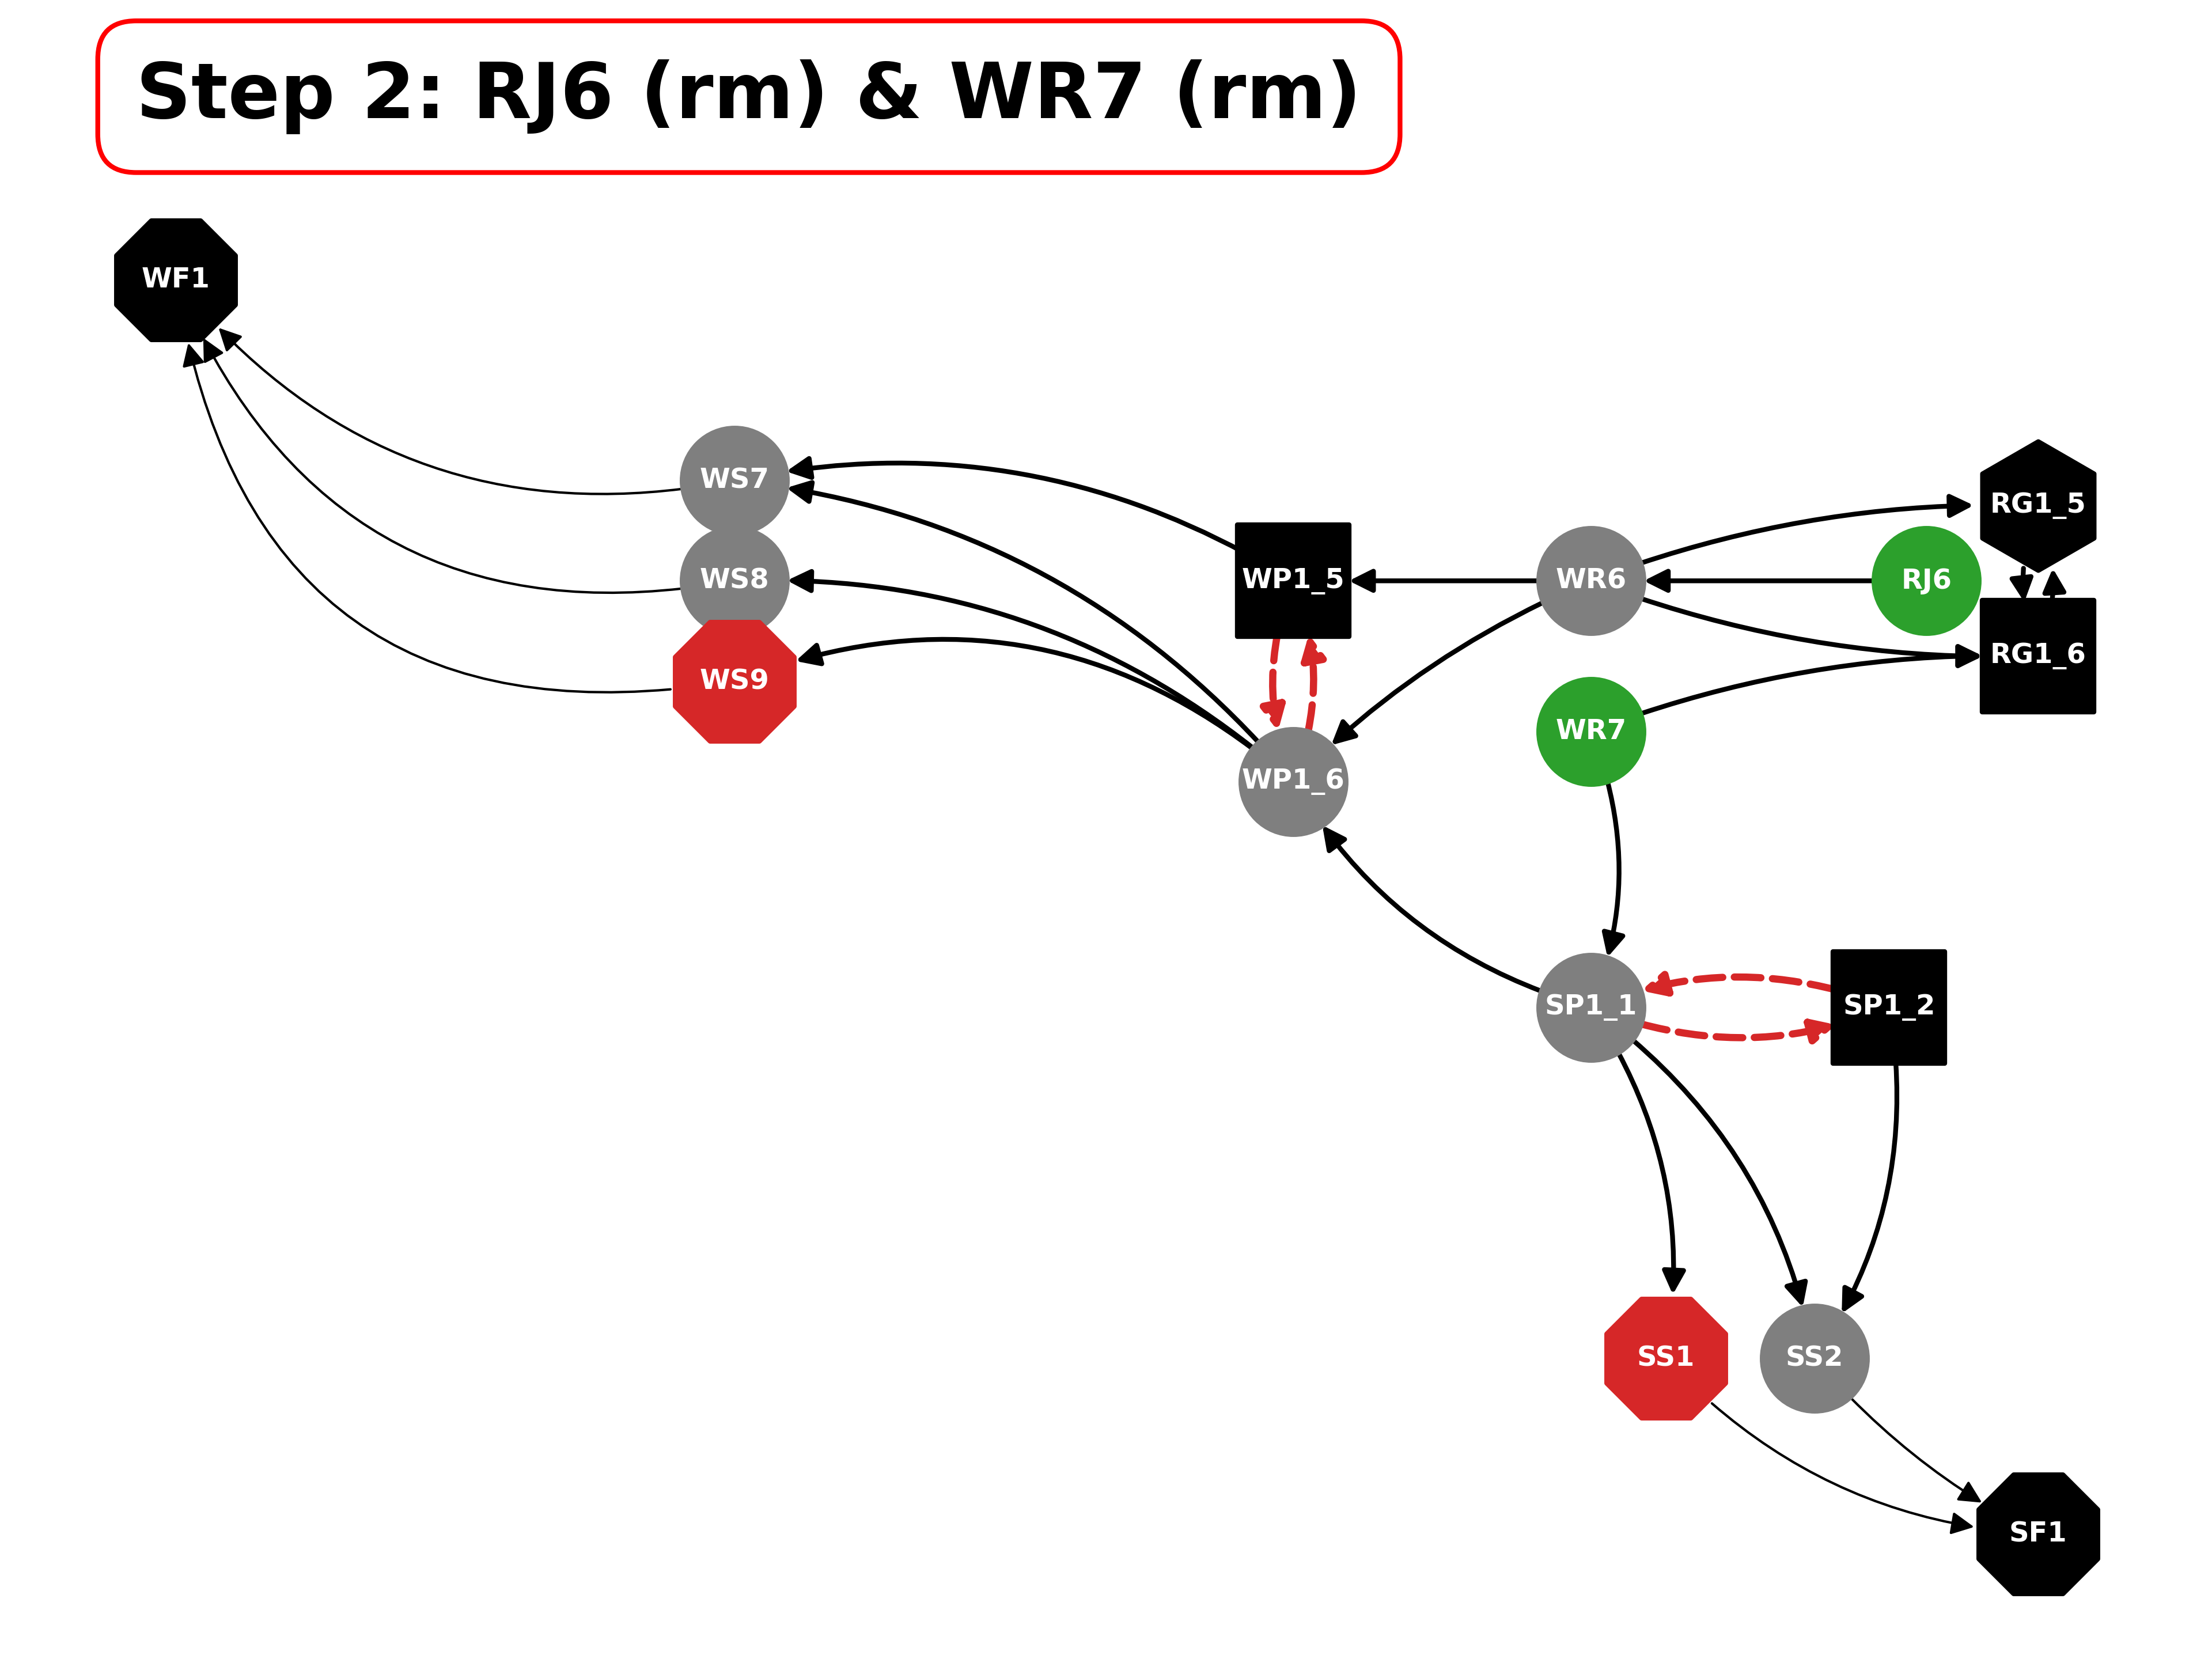 Step 2: RJ6 (rm) & WR7 (rm)
WF1
WS7
RG1_5
WS8
WP1_5
WR6
RJ6
RG1_6
WS9
WR7
WP1_6
SP1_1
SP1_2
SS1
SS2
SF1